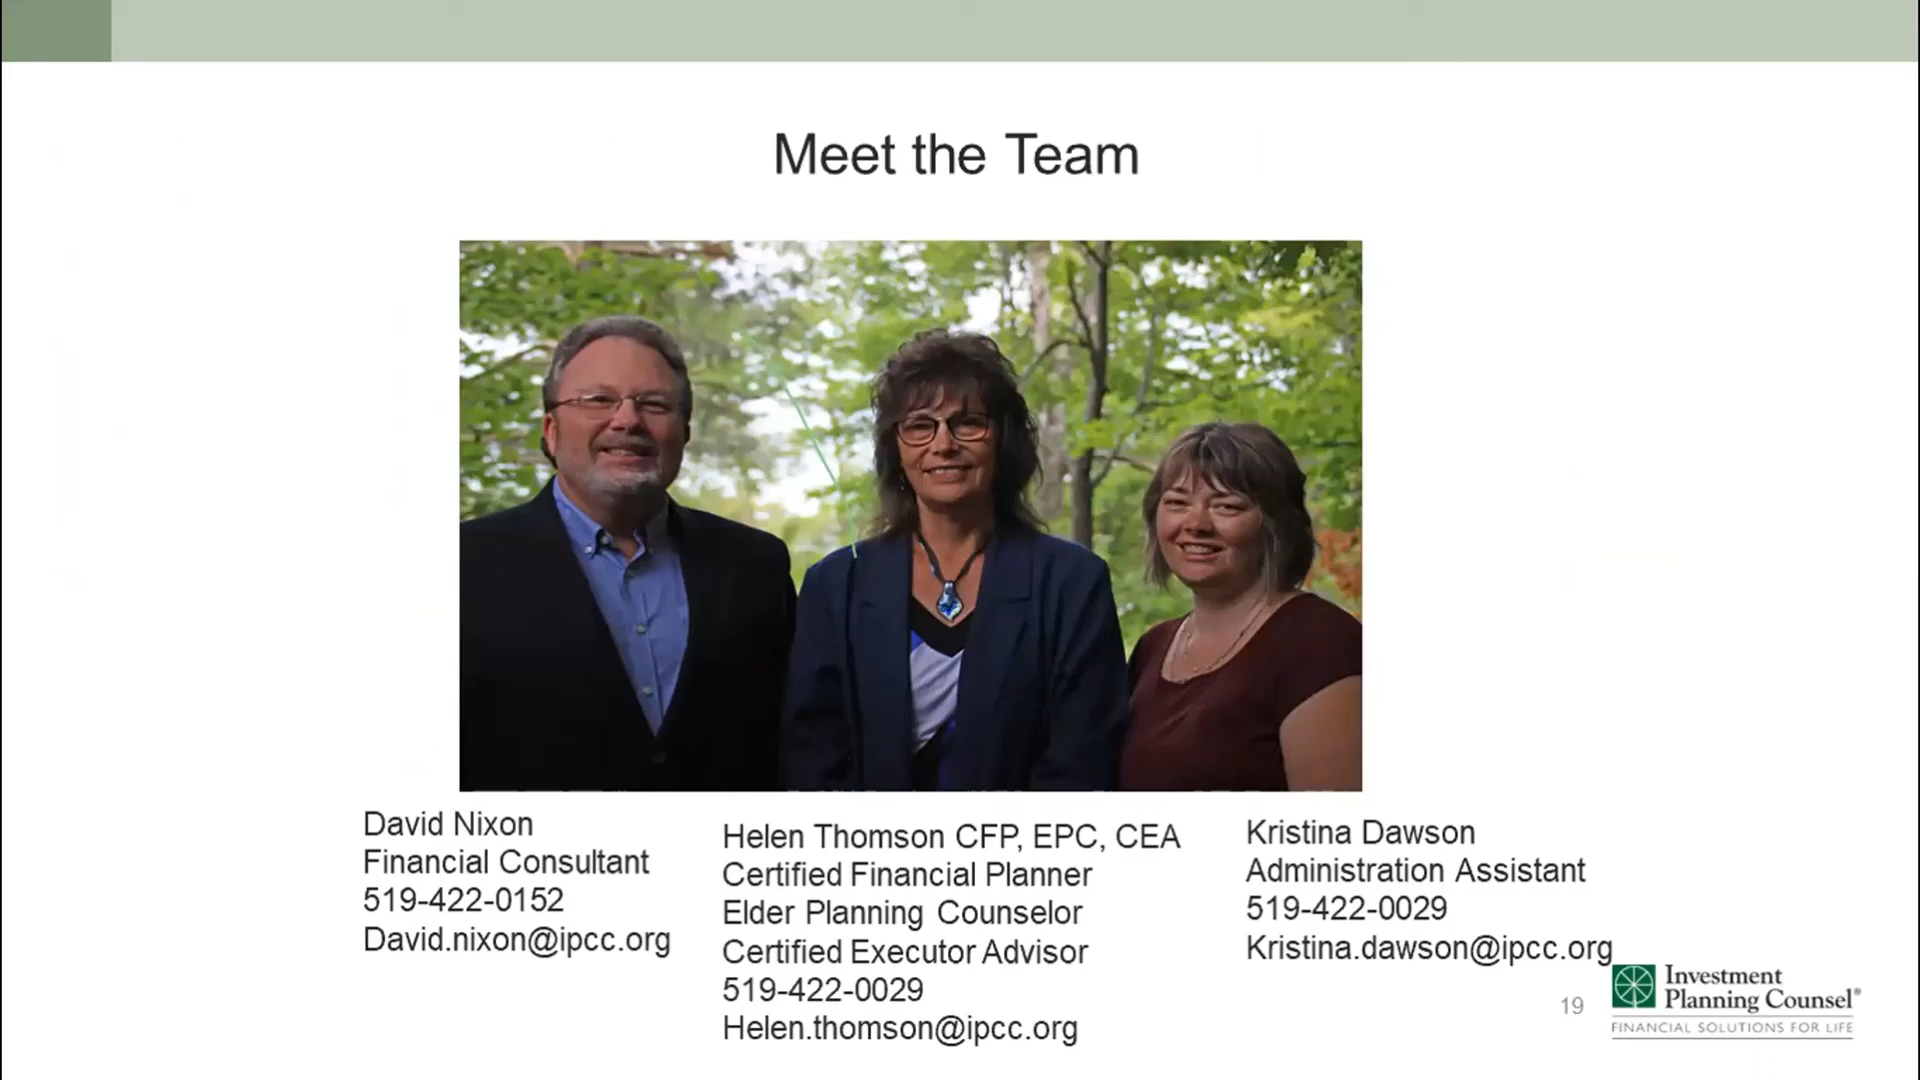 Meet the Team
David Nixon
Financial Consultant
519-422-0152
David.nixon@ipcc.org
Helen Thomson CFP, EPC, CEA
Certified Financial Planner
Elder Planning Counselor
Certified Executor Advisor
519-422-0029
Helen.thomson@ipcc.org
Kristina Dawson
Administration Assistant
519-422-0029
Kristina.dawson@ipcc.org
19
Investment
Planning Counsel®
FINANCIAL SOLUTIONS FOR LIFE